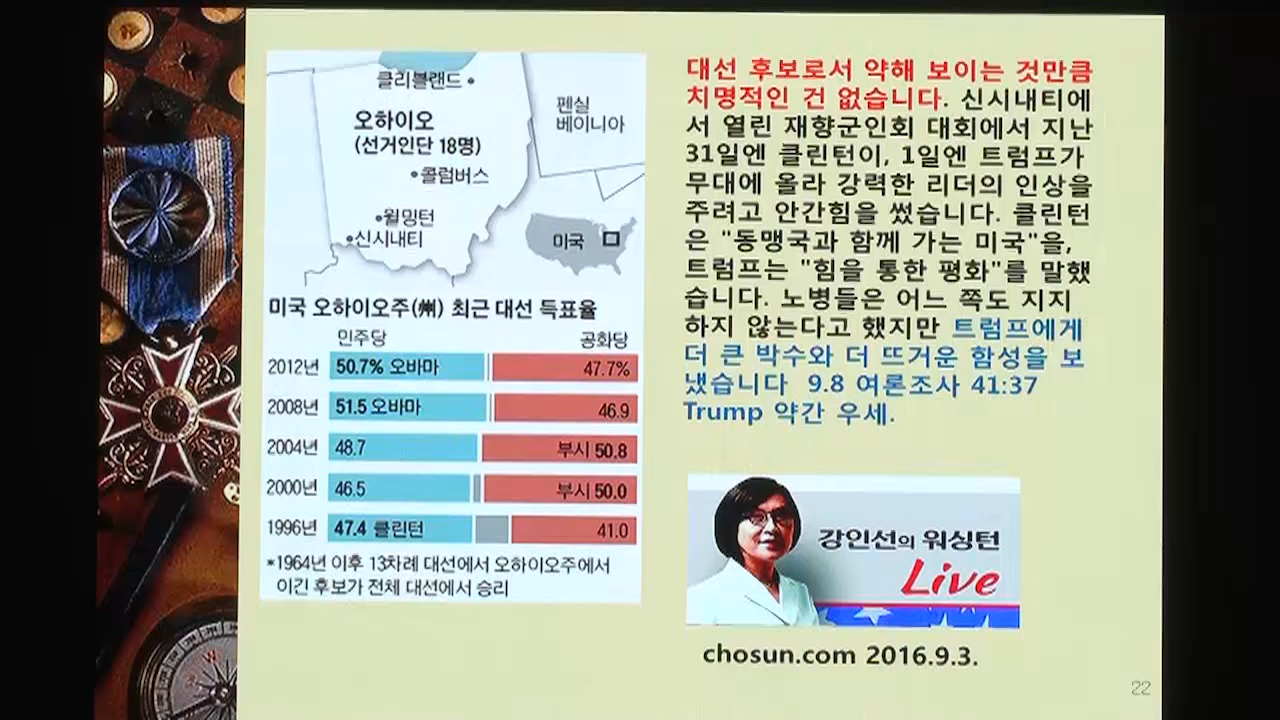 클리블랜드
오하이오
(선거인단 18명)
펜실
베이니아
콜럼버스
윌밍턴
신시내티
미국
미국 오하이오주(州) 최근 대선 득표율
민주당 공화당
2012년 50.7% 오바마 47.7%
2008년 51.5 오바마 46.9
2004년 48.7 부시 50.8
2000년 46.5 부시 50.0
1996년 47.4 클린턴 41.0
*1964년 이후 13차례 대선에서 오하이오주에서
이긴 후보가 전체 대선에서 승리
대선 후보로서 약해 보이는 것만큼
치명적인 건 없습니다. 신시내티에
서 열린 재향군인회 대회에서 지난
31일엔 클린턴이, 1일엔 트럼프가
무대에 올라 강력한 리더의 인상을
주려고 안간힘을 썼습니다. 클린턴
은 "동맹국과 함께 가는 미국"을,
트럼프는 "힘을 통한 평화"를 말했
습니다. 노병들은 어느 쪽도 지지
하지 않는다고 했지만 트럼프에게
더 큰 박수와 더 뜨거운 함성을 보
냈습니다 9.8 여론조사 41:37
Trump 약간 우세.
강인선의 워싱턴
Live
chosun.com 2016.9.3.
22